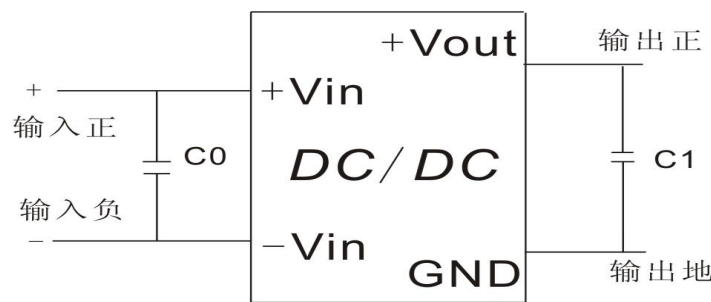 +Vout
输出正
+
+Vin
输入正
C0
DC/DC
C1
输入负
−
−Vin
GND
输出地